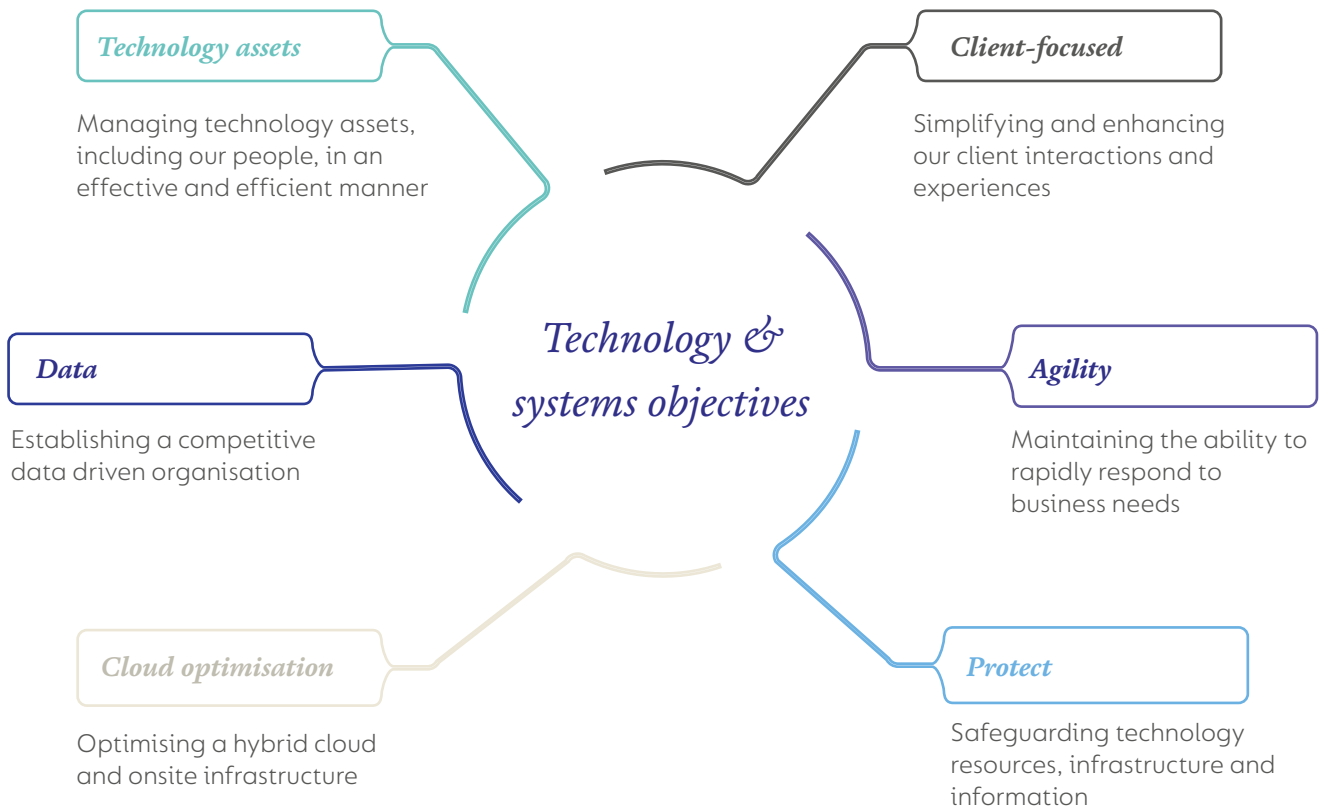 Technology assets
Managing technology assets,
including our people, in an
effective and efficient manner
Client-focused
Simplifying and enhancing
our client interactions and
experiences
Technology &
systems objectives
Data
Establishing a competitive
data driven organisation
Agility
Maintaining the ability to
rapidly respond to
business needs
Cloud optimisation
Optimising a hybrid cloud
and onsite infrastructure
Protect
Safeguarding technology
resources, infrastructure and
information